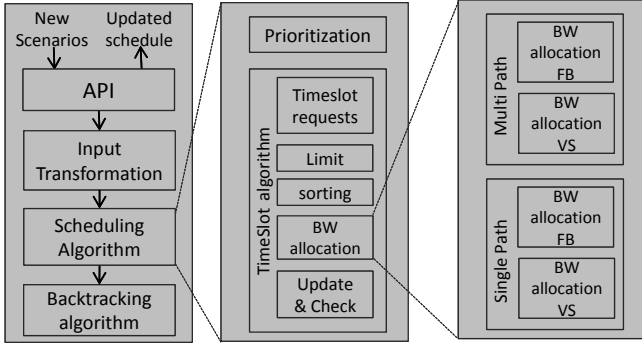 New
Scenarios
Updated
schedule
API
Input
Transformation
Scheduling
Algorithm
Backtracking
algorithm
Prioritization
TimeSlot algorithm
Timeslot
requests
Limit
sorting
BW
allocation
Update
& Check
Multi Path
BW
allocation
FB
BW
allocation
VS
Single Path
BW
allocation
FB
BW
allocation
VS